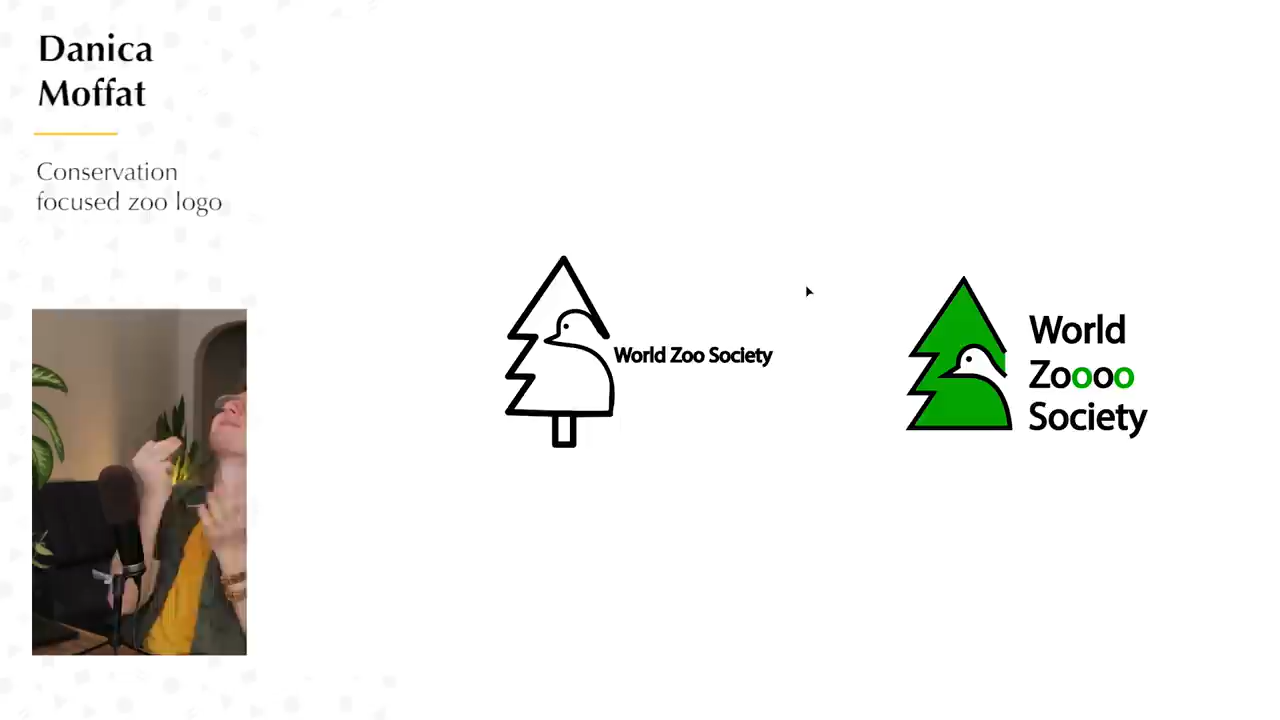 Danica
Moffat
Conservation
focused zoo logo
World Zoo Society
World
Zoooo
Society